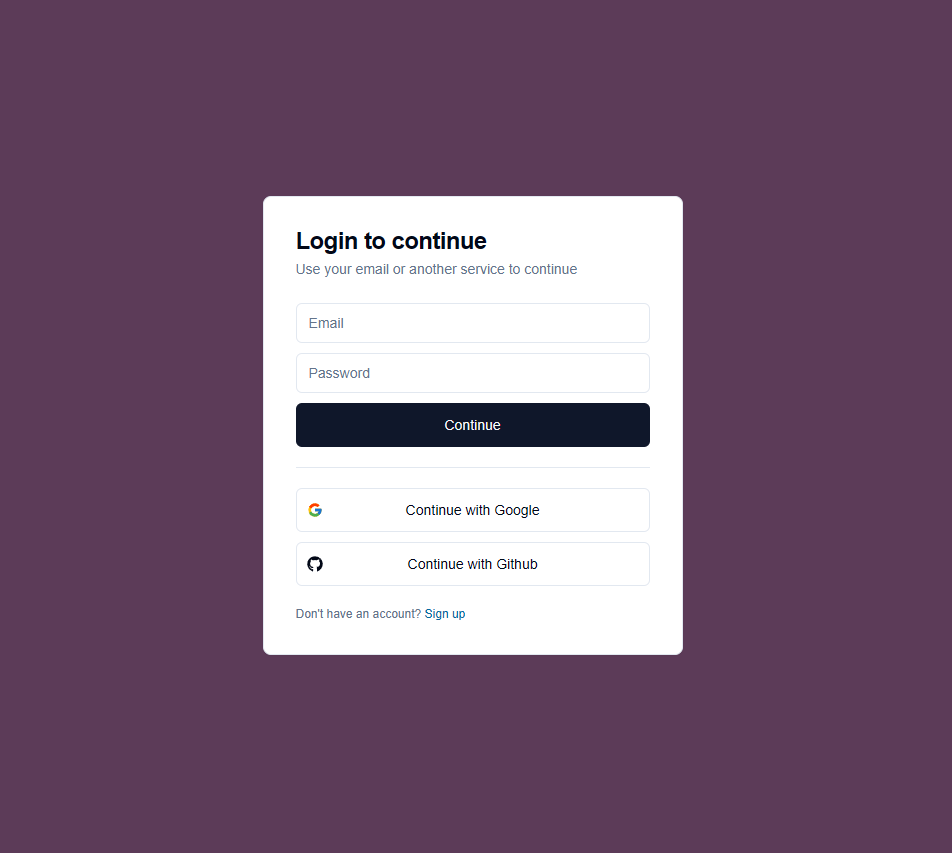 Login to continue
Use your email or another service to continue
Email
Password
Continue
Continue with Google
Continue with Github
Don't have an account? Sign up